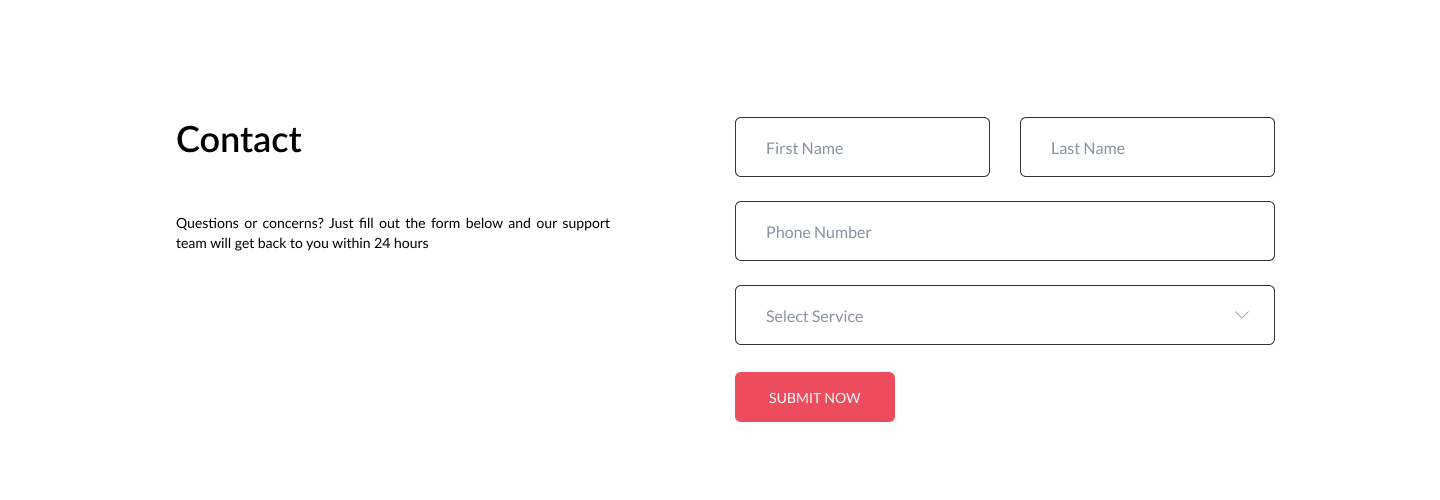 Contact
Questions or concerns? Just fill out the form below and our support
team will get back to you within 24 hours
First Name
Last Name
Phone Number
Select Service
SUBMIT NOW